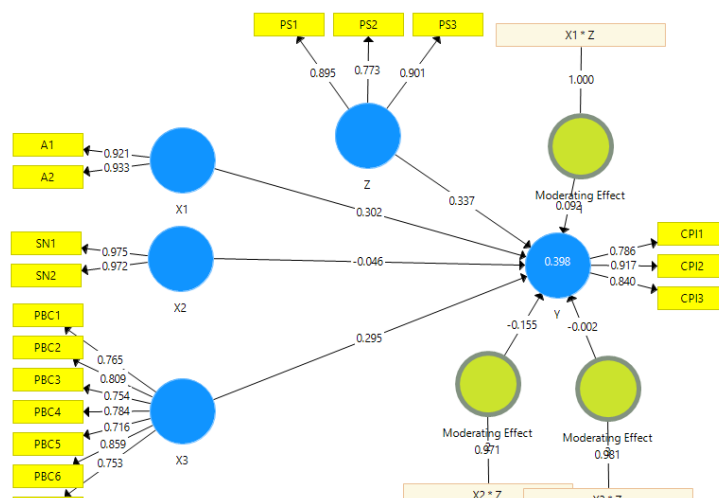 PS1
PS2
PS3
X1 * Z
0.895
0.773
0.901
1.000
A1
A2
0.921
0.933
X1
Z
Moderating Effect
1
0.092
0.302
0.337
SN1
SN2
0.975
0.972
X2
-0.046
0.398
Y
0.786
0.917
0.840
CPI1
CPI2
CPI3
PBC1
PBC2
PBC3
PBC4
PBC5
PBC6
0.765
0.809
0.754
0.784
0.716
0.859
0.753
X3
0.295
-0.155
-0.002
Moderating Effect
0.971
Moderating Effect
0.981
X2 * Z